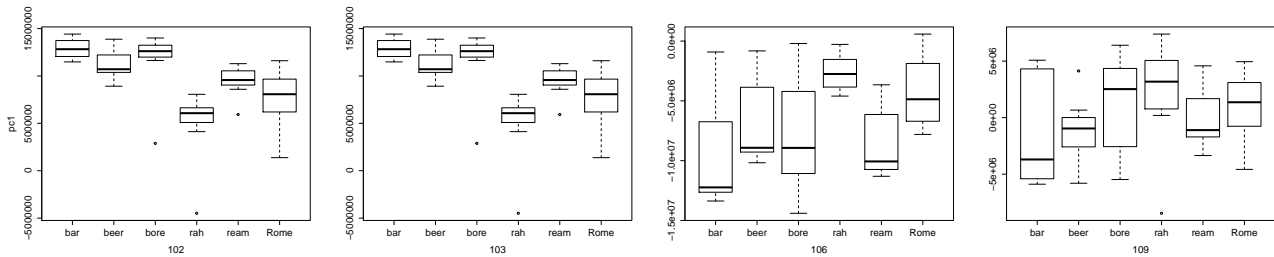 pc1
15000000
5000000
0
−5000000
bar beer bore rah ream Rome
102
15000000
5000000
0
−5000000
bar beer bore rah ream Rome
103
0.0e+00
−5.0e+06
−1.0e+07
−1.5e+07
bar beer bore rah ream Rome
106
5e+06
0e+00
−5e+06
bar beer bore rah ream Rome
109